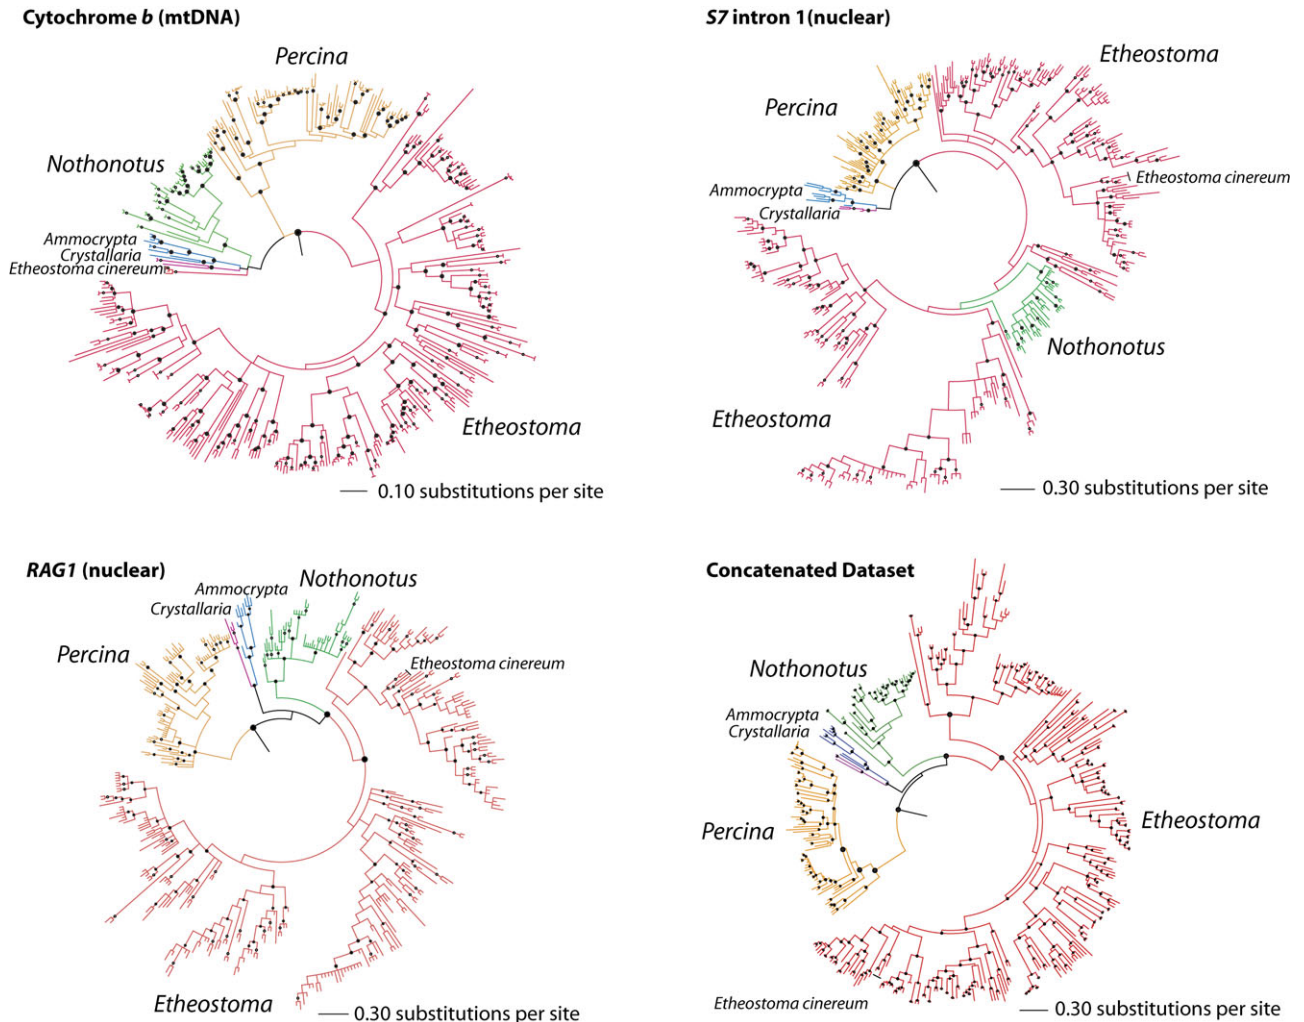 Cytochrome b (mtDNA)
Percina
Nothonotus
Ammocrypta
Crystallaria
Etheostoma cinereum
Etheostoma
0.10 substitutions per site
S7 intron 1(nuclear)
Etheostoma
Percina
Etheostoma cinereum
Ammocrypta
Crystallaria
Nothonotus
Etheostoma
0.30 substitutions per site
RAG1 (nuclear)
Ammocrypta
Nothonotus
Crystallaria
Percina
Etheostoma cinereum
Etheostoma
0.30 substitutions per site
Concatenated Dataset
Nothonotus
Ammocrypta
Crystallaria
Percina
Etheostoma
Etheostoma cinereum
0.30 substitutions per site